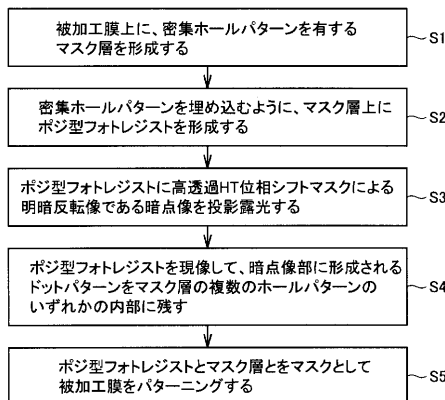 被加工膜上に、密集ホールパターンを有する
マスク層を形成する
S1
密集ホールパターンを埋め込むように、マスク層上に
ポジ型フォトレジストを形成する
S2
ポジ型フォトレジストに高透過HT位相シフトマスクによる
明暗反転像である暗点像を投影露光する
S3
ポジ型フォトレジストを現像して、暗点像部に形成される
ドットパターンをマスク層の複数のホールパターンの
いずれかの内部に残す
S4
ポジ型フォトレジストとマスク層とをマスクとして
被加工膜をパターニングする
S5